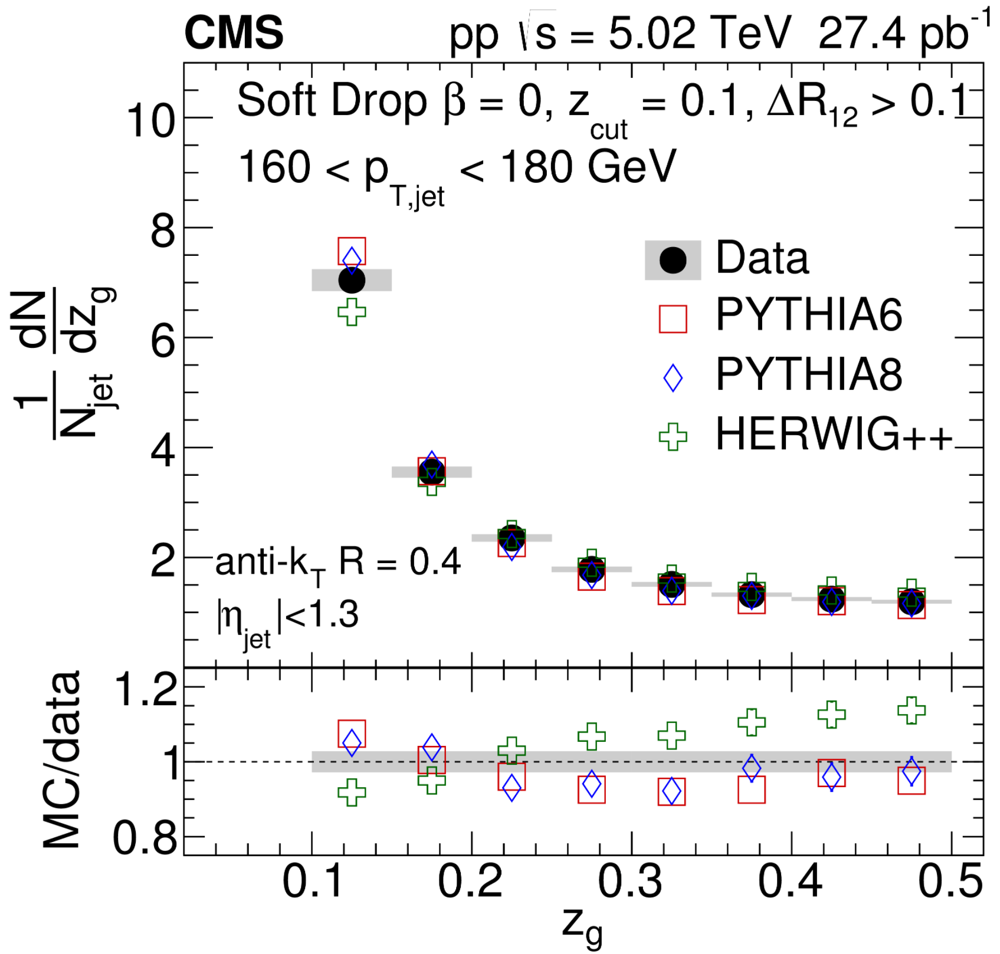 CMS pp √s = 5.02 TeV 27.4 pb⁻¹
Soft Drop β = 0, z_cut = 0.1, ΔR₁₂ > 0.1
160 < p_T,jet < 180 GeV
Data
PYTHIA6
PYTHIA8
HERWIG++
anti-k_T R = 0.4
|η_jet|<1.3
1/N_jet dN/dz_g
10
8
6
4
2
MC/data
1.2
1
0.8
0.1 0.2 0.3 0.4 0.5
z_g